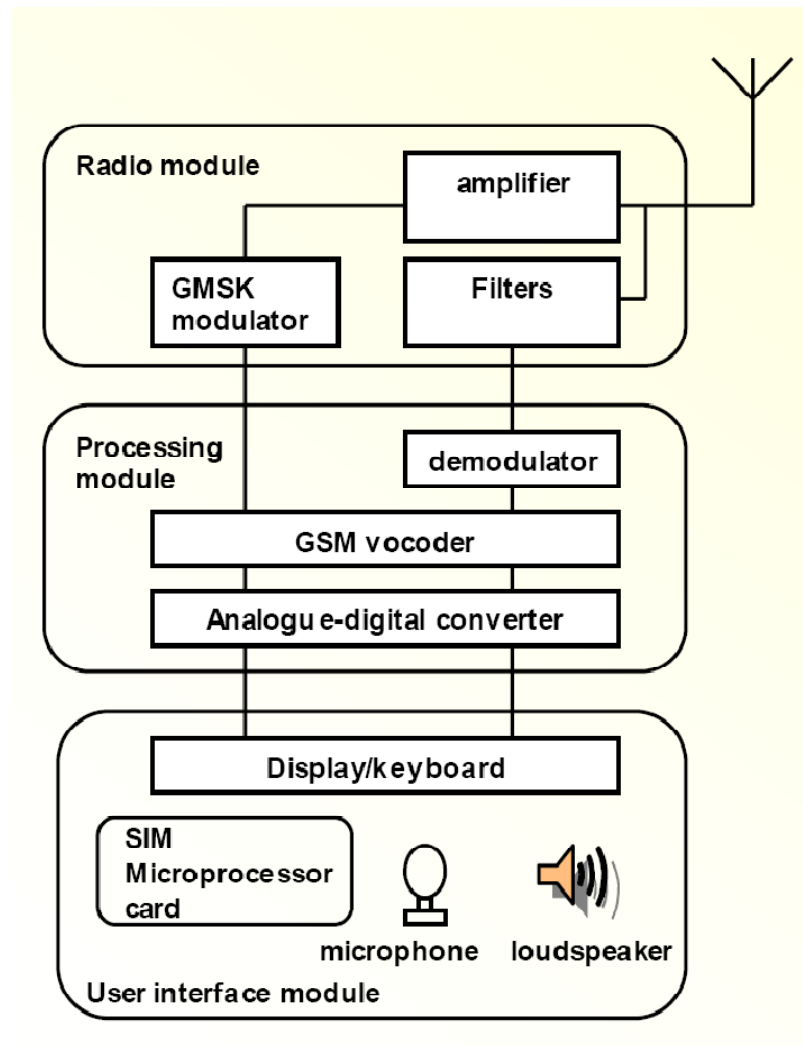 Radio module
amplifier
GMSK
modulator
Filters
Processing
module
demodulator
GSM vocoder
Analogue-digital converter
Display/keyboard
SIM
Microprocessor
card
microphone
loudspeaker
User interface module